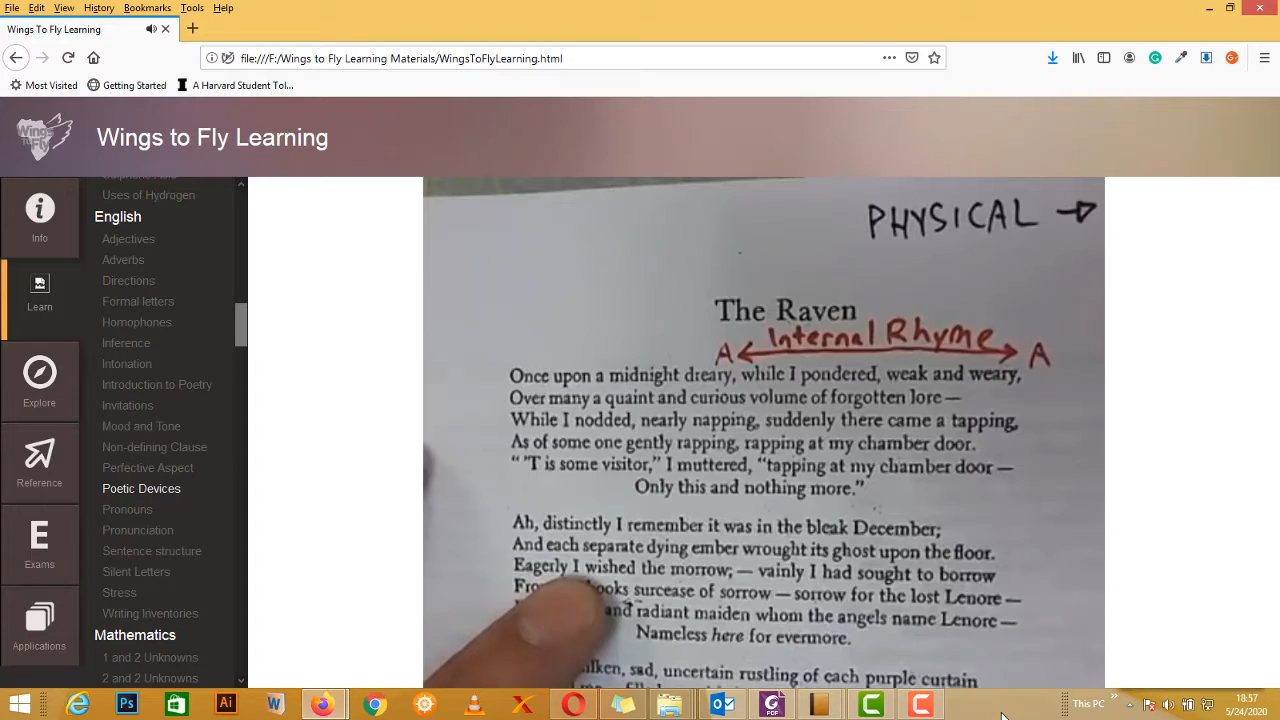 File Edit View History Bookmarks Tools Help
Wings To Fly Learning
file:///F:/Wings to Fly Learning Materials/WingsToFlyLearning.html
Most Visited Getting Started A Harvard Student Tol...
Wings to Fly
Wings to Fly Learning
Info
Learn
Explore
Reference
E
Exams
Applications
Uses of Hydrogen
English
Adjectives
Adverbs
Directions
Formal letters
Homophones
Inference
Intonation
Introduction to Poetry
Invitations
Mood and Tone
Non-defining Clause
Perfective Aspect
Poetic Devices
Pronouns
Pronunciation
Sentence structure
Silent Letters
Stress
Writing Inventories
Mathematics
1 and 2 Unknowns
2 and 2 Unknowns
PHYSICAL →
The Raven
Internal Rhyme
A A
Once upon a midnight dreary, while I pondered, weak and weary,
Over many a quaint and curious volume of forgotten lore —
While I nodded, nearly napping, suddenly there came a tapping,
As of some one gently rapping, rapping at my chamber door.
“ 'T is some visitor,” I muttered, “tapping at my chamber door —
Only this and nothing more.”
Ah, distinctly I remember it was in the bleak December;
And each separate dying ember wrought its ghost upon the floor.
Eagerly I wished the morrow; — vainly I had sought to borrow
surcease of sorrow — sorrow for the lost Lenore —
and radiant maiden whom the angels name Lenore —
Nameless here for evermore.
sad, uncertain rustling of each purple curtain
This PC
18:57
5/24/2020